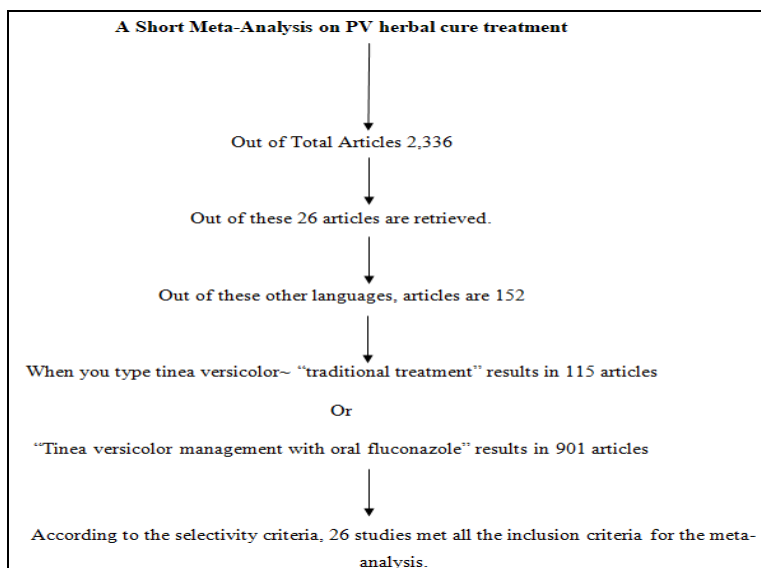 A Short Meta-Analysis on PV herbal cure treatment
Out of Total Articles 2,336
Out of these 26 articles are retrieved.
Out of these other languages, articles are 152
When you type tinea versicolor~ “traditional treatment” results in 115 articles
Or
“Tinea versicolor management with oral fluconazole” results in 901 articles
According to the selectivity criteria, 26 studies met all the inclusion criteria for the meta-
analysis.